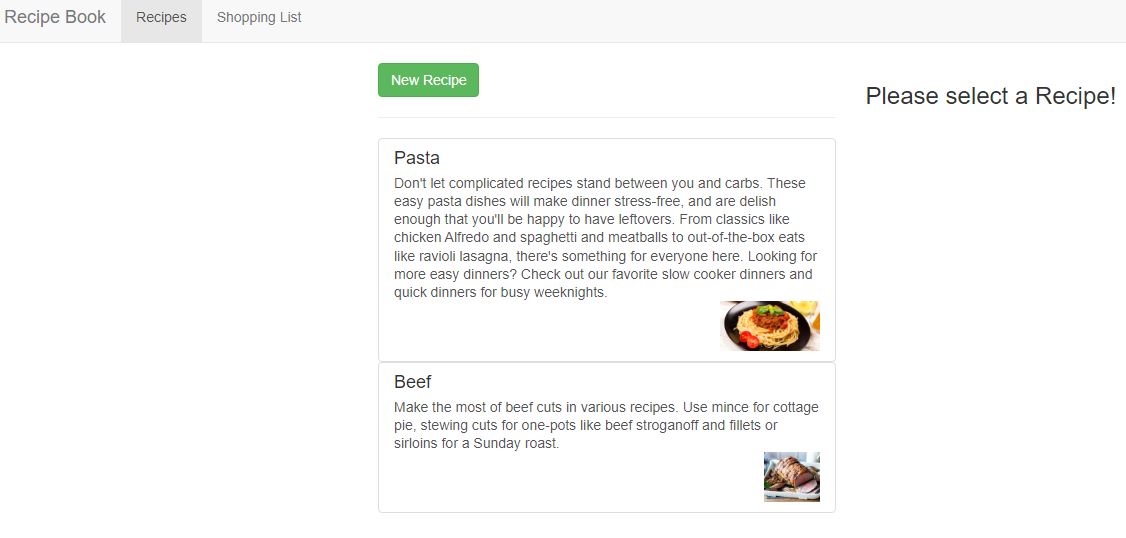 Recipe Book Recipes Shopping List
New Recipe
Please select a Recipe!
Pasta
Don't let complicated recipes stand between you and carbs. These
easy pasta dishes will make dinner stress-free, and are delish
enough that you'll be happy to have leftovers. From classics like
chicken Alfredo and spaghetti and meatballs to out-of-the-box eats
like ravioli lasagna, there's something for everyone here. Looking for
more easy dinners? Check out our favorite slow cooker dinners and
quick dinners for busy weeknights.
Beef
Make the most of beef cuts in various recipes. Use mince for cottage
pie, stewing cuts for one-pots like beef stroganoff and fillets or
sirloins for a Sunday roast.